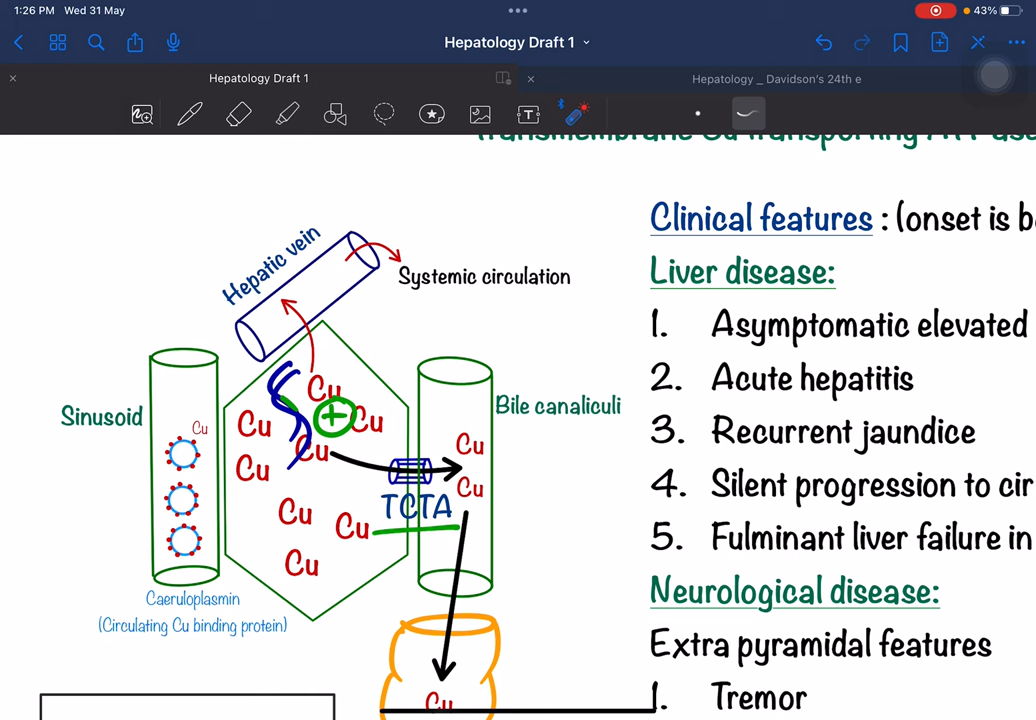 1:26 PM Wed 31 May
43%
Hepatology Draft 1
Hepatology Draft 1
Hepatology _ Davidson's 24th e
Transmembrane Cu Transporting ATPase
Hepatic vein
Systemic circulation
Sinusoid
Cu
Cu
Cu
Cu
Cu
Cu
Cu
Cu
Cu
TCTA
Bile canaliculi
Cu
Cu
Caeruloplasmin
(Circulating Cu binding protein)
Cu
Clinical features : (onset is b
Liver disease:
1. Asymptomatic elevated
2. Acute hepatitis
3. Recurrent jaundice
4. Silent progression to cir
5. Fulminant liver failure in
Neurological disease:
Extra pyramidal features
1. Tremor